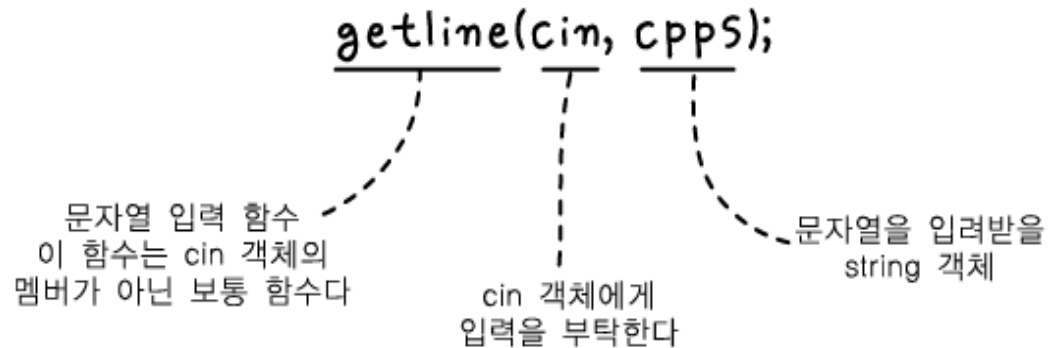 getline(cin, cppS);
문자열 입력 함수
이 함수는 cin 객체의
멤버가 아닌 보통 함수다
cin 객체에게
입력을 부탁한다
문자열을 입려받을
string 객체